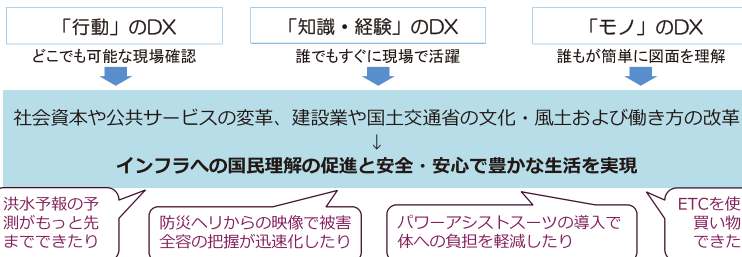 「行動」のDX
「知識・経験」のDX
「モノ」のDX
どこでも可能な現場確認
誰でもすぐに現場で活躍
誰もが簡単に図面を理解
社会資本や公共サービスの変革、建設業や国土交通省の文化・風土および働き方の改革
↓
インフラへの国民理解の促進と安全・安心で豊かな生活を実現
洪水予報の予
測がもっと先
までできたり
防災ヘリからの映像で被害
全容の把握が迅速化したり
パワーアシストスーツの導入で
体への負担を軽減したり
ETCを使
買い物
できた